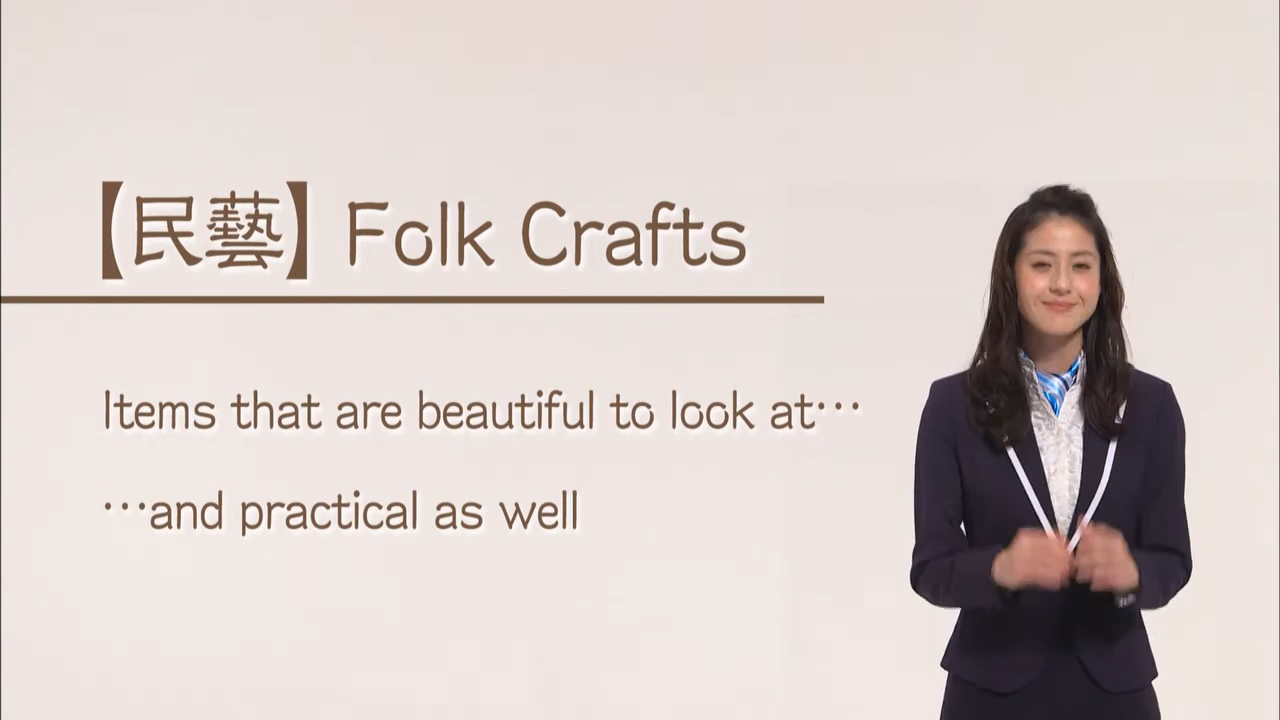 【民藝】 Folk Crafts
Items that are beautiful to look at…
…and practical as well